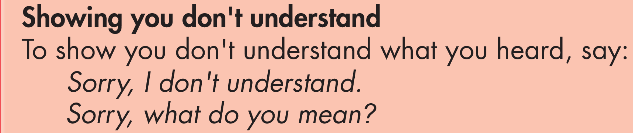 Showing you don't understand
To show you don't understand what you heard, say:
Sorry, I don't understand.
Sorry, what do you mean?